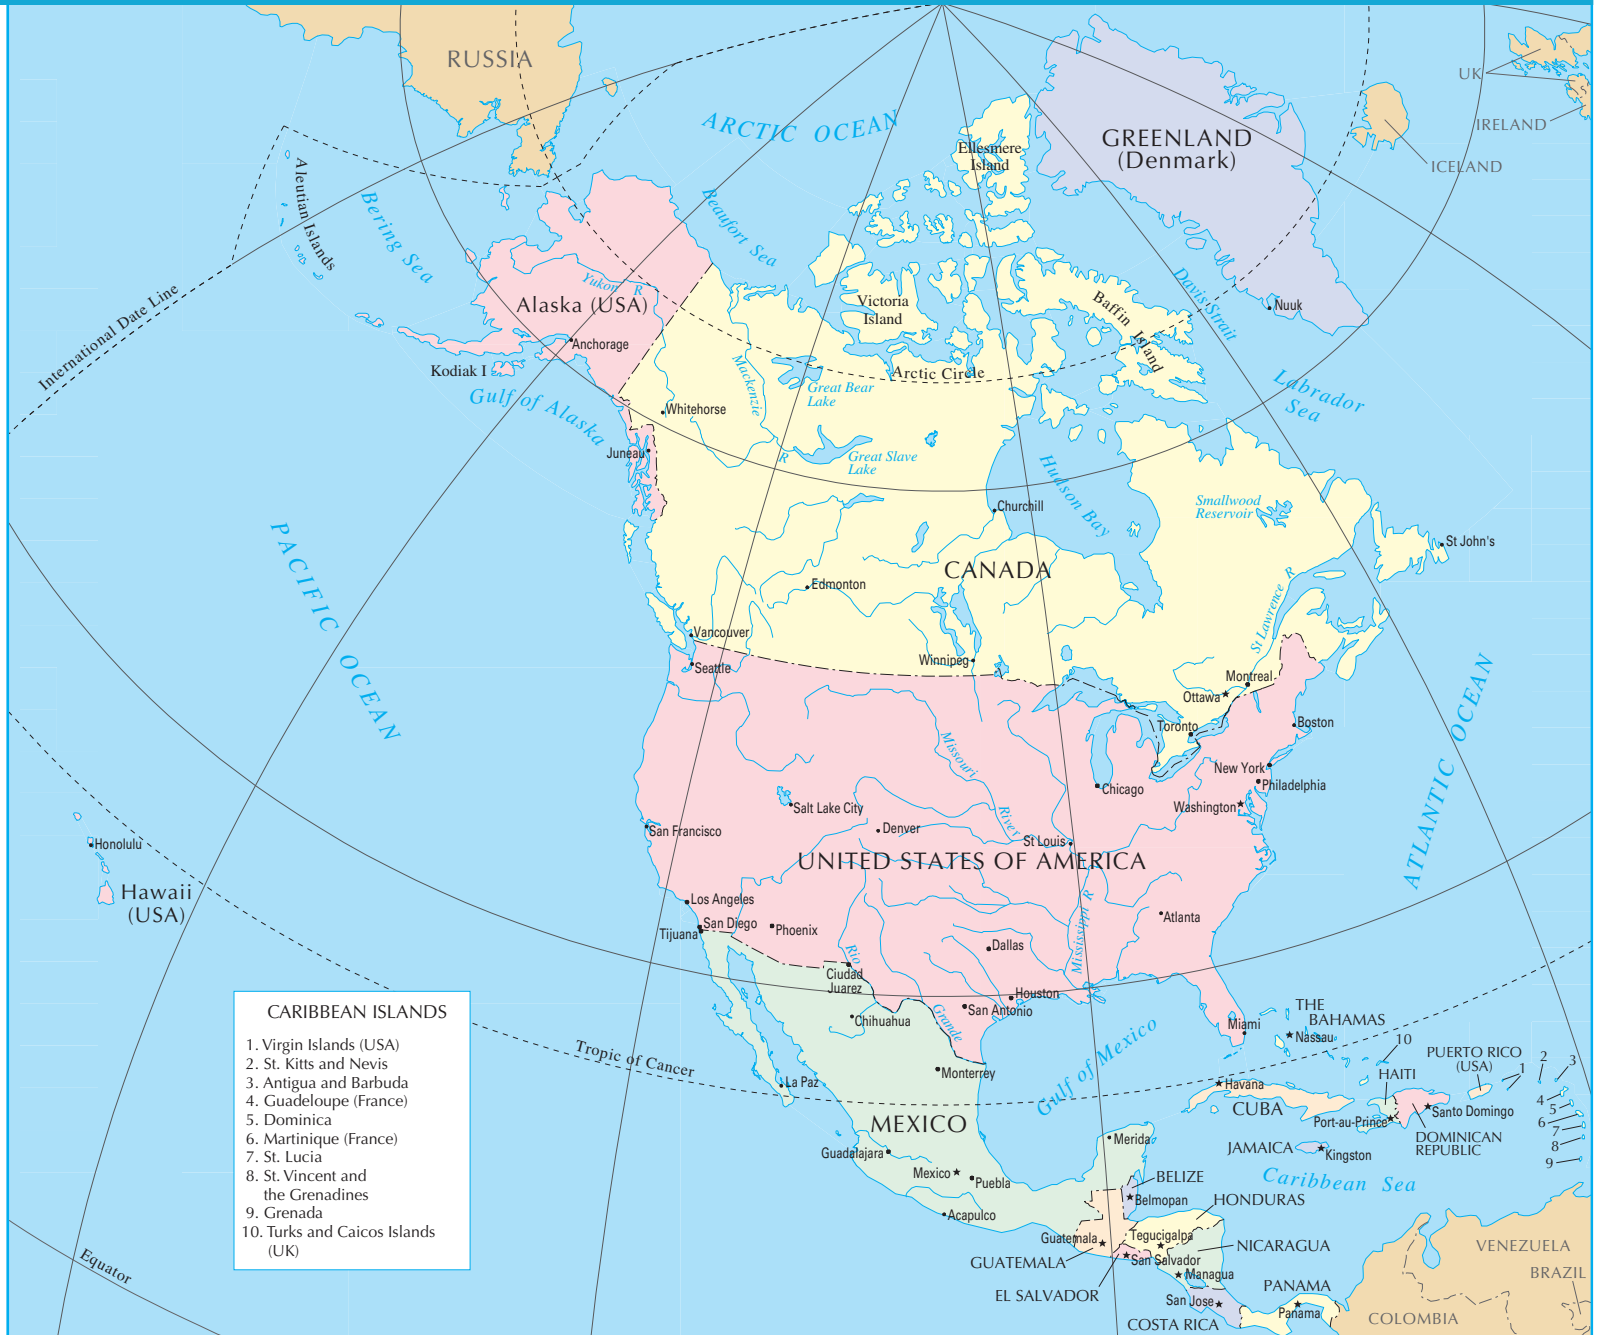 RUSSIA
ARCTIC OCEAN
UK
IRELAND
ICELAND
GREENLAND
(Denmark)
Ellesmere
Island
Aleutian Islands
Bering Sea
Beaufort Sea
International Date Line
Yukon R
Alaska (USA)
Anchorage
Kodiak I
Gulf of Alaska
Victoria
Island
Baffin Island
Davis Strait
Nuuk
Arctic Circle
Great Bear
Lake
Mackenzie
R
Labrador
Sea
Whitehorse
Juneau
Great Slave
Lake
Hudson Bay
Churchill
Smallwood
Reservoir
St John's
PACIFIC OCEAN
CANADA
Edmonton
St Lawrence R
Vancouver
Seattle
Winnipeg
Montreal
Ottawa
Toronto
Boston
ATLANTIC OCEAN
Missouri
River
New York
Philadelphia
Chicago
Washington
Salt Lake City
San Francisco
Denver
St Louis
UNITED STATES OF AMERICA
Honolulu
Hawaii
(USA)
Los Angeles
San Diego
Tijuana
Phoenix
Mississippi R
Atlanta
Dallas
Rio
Grande
Ciudad
Juarez
Houston
San Antonio
Chihuahua
Miami
THE
BAHAMAS
Nassau
Gulf of Mexico
Tropic of Cancer
La Paz
Monterrey
10
PUERTO RICO
(USA)
1
2
3
HAITI
Havana
CUBA
4
5
6
7
8
9
Port-au-Prince
Santo Domingo
DOMINICAN
REPUBLIC
MEXICO
Merida
JAMAICA
Kingston
Guadalajara
Mexico
Puebla
BELIZE
Belmopan
Caribbean Sea
HONDURAS
Acapulco
Guatemala
Tegucigalpa
GUATEMALA
San Salvador
NICARAGUA
Managua
EL SALVADOR
PANAMA
San Jose
Panama
COSTA RICA
VENEZUELA
BRAZIL
COLOMBIA
Equator
CARIBBEAN ISLANDS
1. Virgin Islands (USA)
2. St. Kitts and Nevis
3. Antigua and Barbuda
4. Guadeloupe (France)
5. Dominica
6. Martinique (France)
7. St. Lucia
8. St. Vincent and
the Grenadines
9. Grenada
10. Turks and Caicos Islands
(UK)